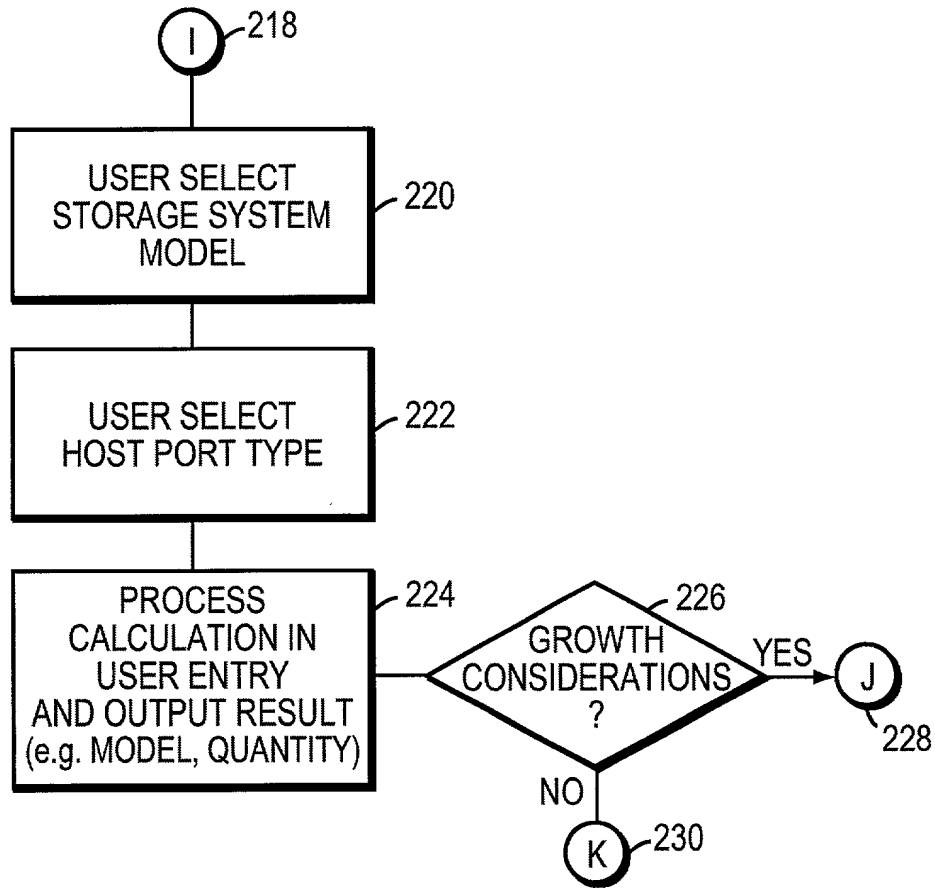 I
218
USER SELECT
STORAGE SYSTEM
MODEL
220
USER SELECT
HOST PORT TYPE
222
PROCESS
CALCULATION IN
USER ENTRY
AND OUTPUT RESULT
(e.g. MODEL, QUANTITY)
224
GROWTH
CONSIDERATIONS
?
226
YES
J
228
NO
K
230